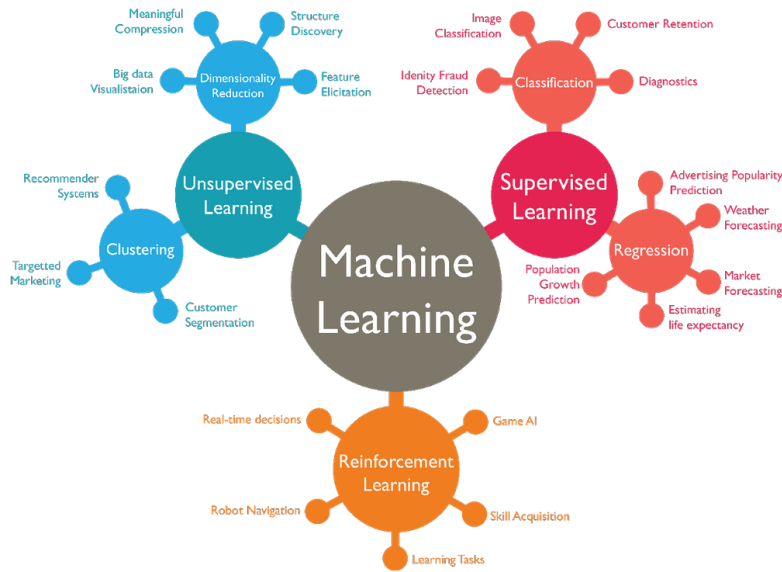 Meaningful
Compression
Structure
Discovery
Big data
Visualistaion
Dimensionality
Reduction
Feature
Elicitation
Image
Classification
Customer Retention
Idenity Fraud
Detection
Classification
Diagnostics
Recommender
Systems
Unsupervised
Learning
Clustering
Targetted
Marketing
Customer
Segmentation
Machine
Learning
Supervised
Learning
Advertising Popularity
Prediction
Weather
Forecasting
Regression
Population
Growth
Prediction
Market
Forecasting
Estimating
life expectancy
Real-time decisions
Game AI
Reinforcement
Learning
Robot Navigation
Skill Acquisition
Learning Tasks